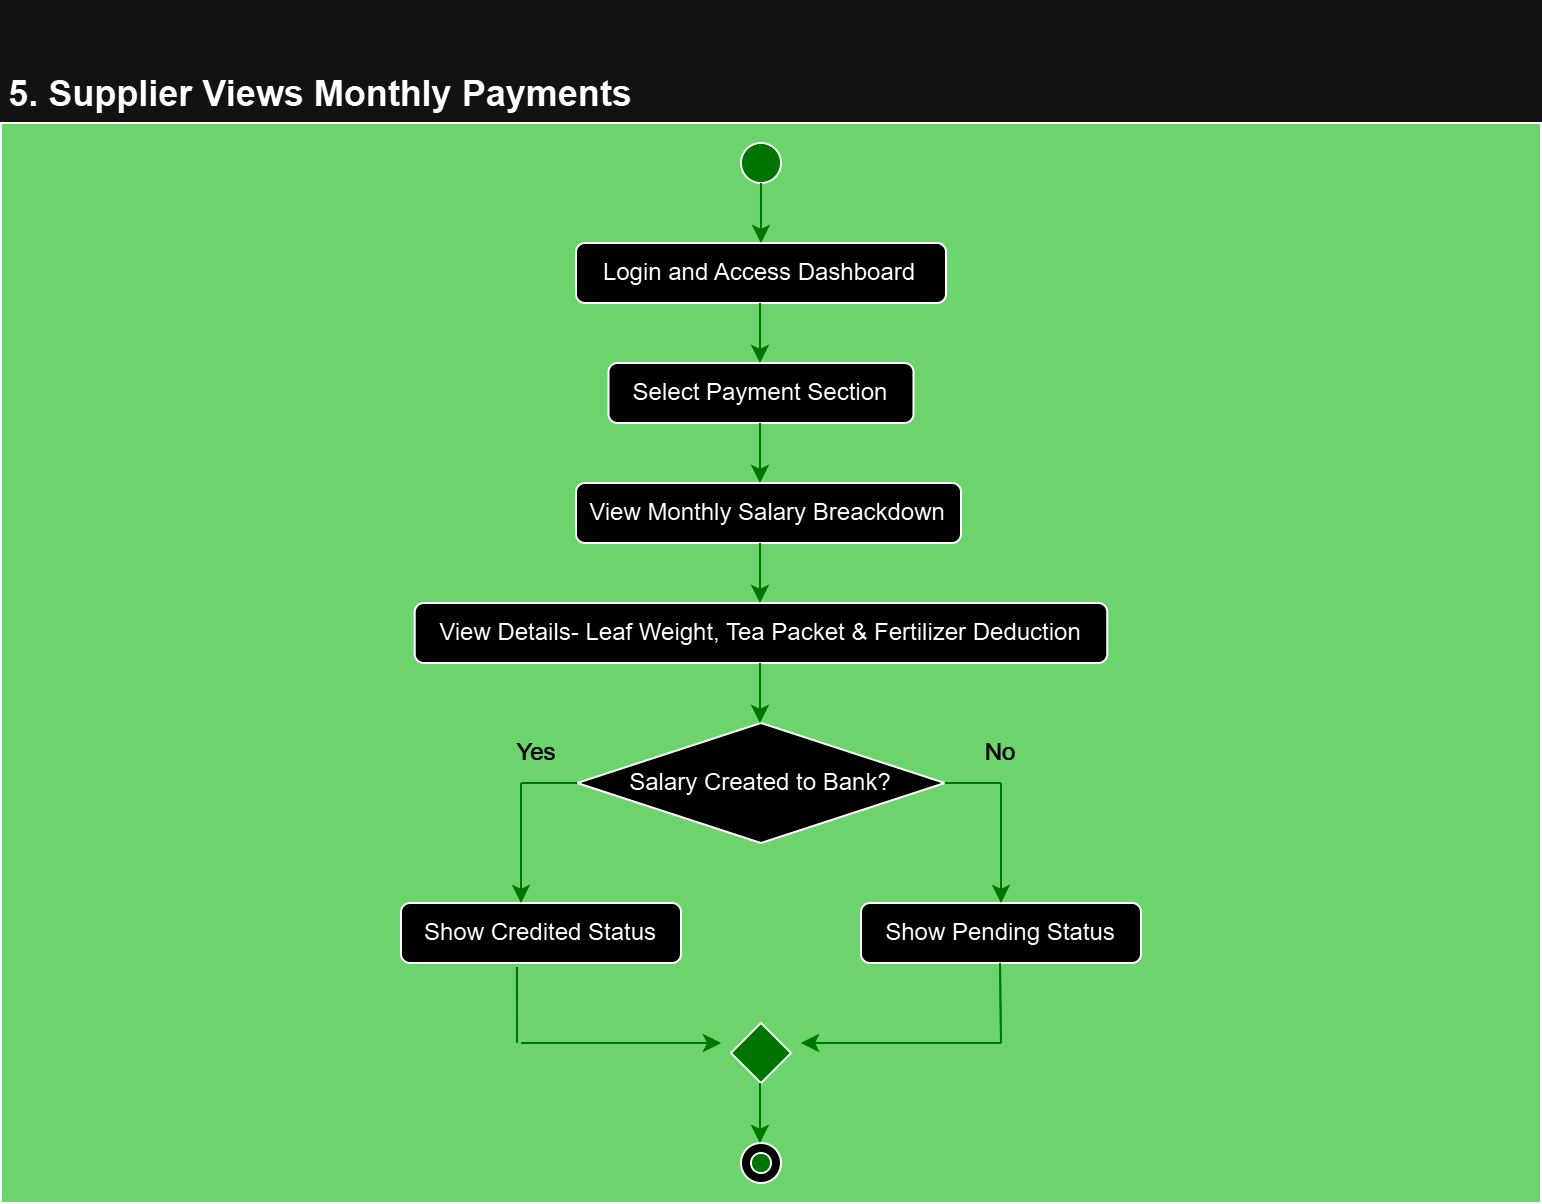 5. Supplier Views Monthly Payments
Login and Access Dashboard
Select Payment Section
View Monthly Salary Breackdown
View Details- Leaf Weight, Tea Packet & Fertilizer Deduction
Yes
No
Salary Created to Bank?
Show Credited Status
Show Pending Status